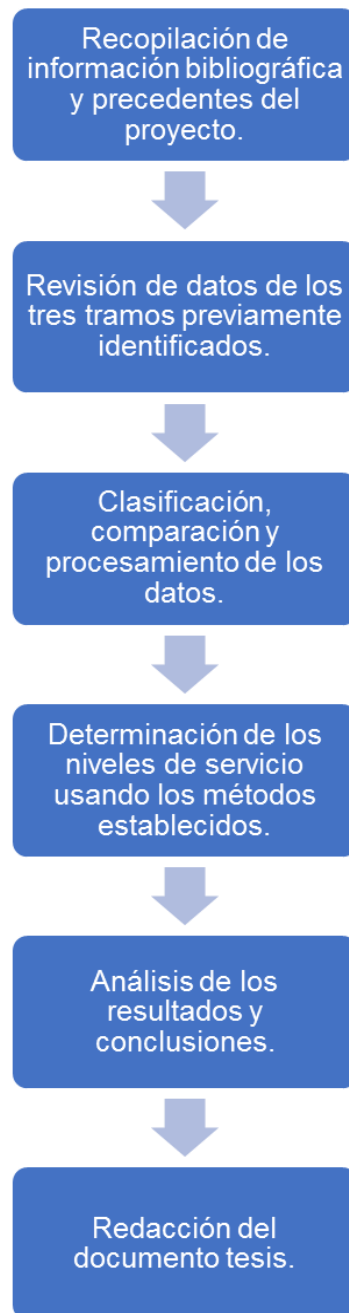 Recopilación de
información bibliográfica
y precedentes del
proyecto.
Revisión de datos de los
tres tramos previamente
identificados.
Clasificación,
comparación y
procesamiento de los
datos.
Determinación de los
niveles de servicio
usando los métodos
establecidos.
Análisis de los
resultados y
conclusiones.
Redacción del
documento tesis.